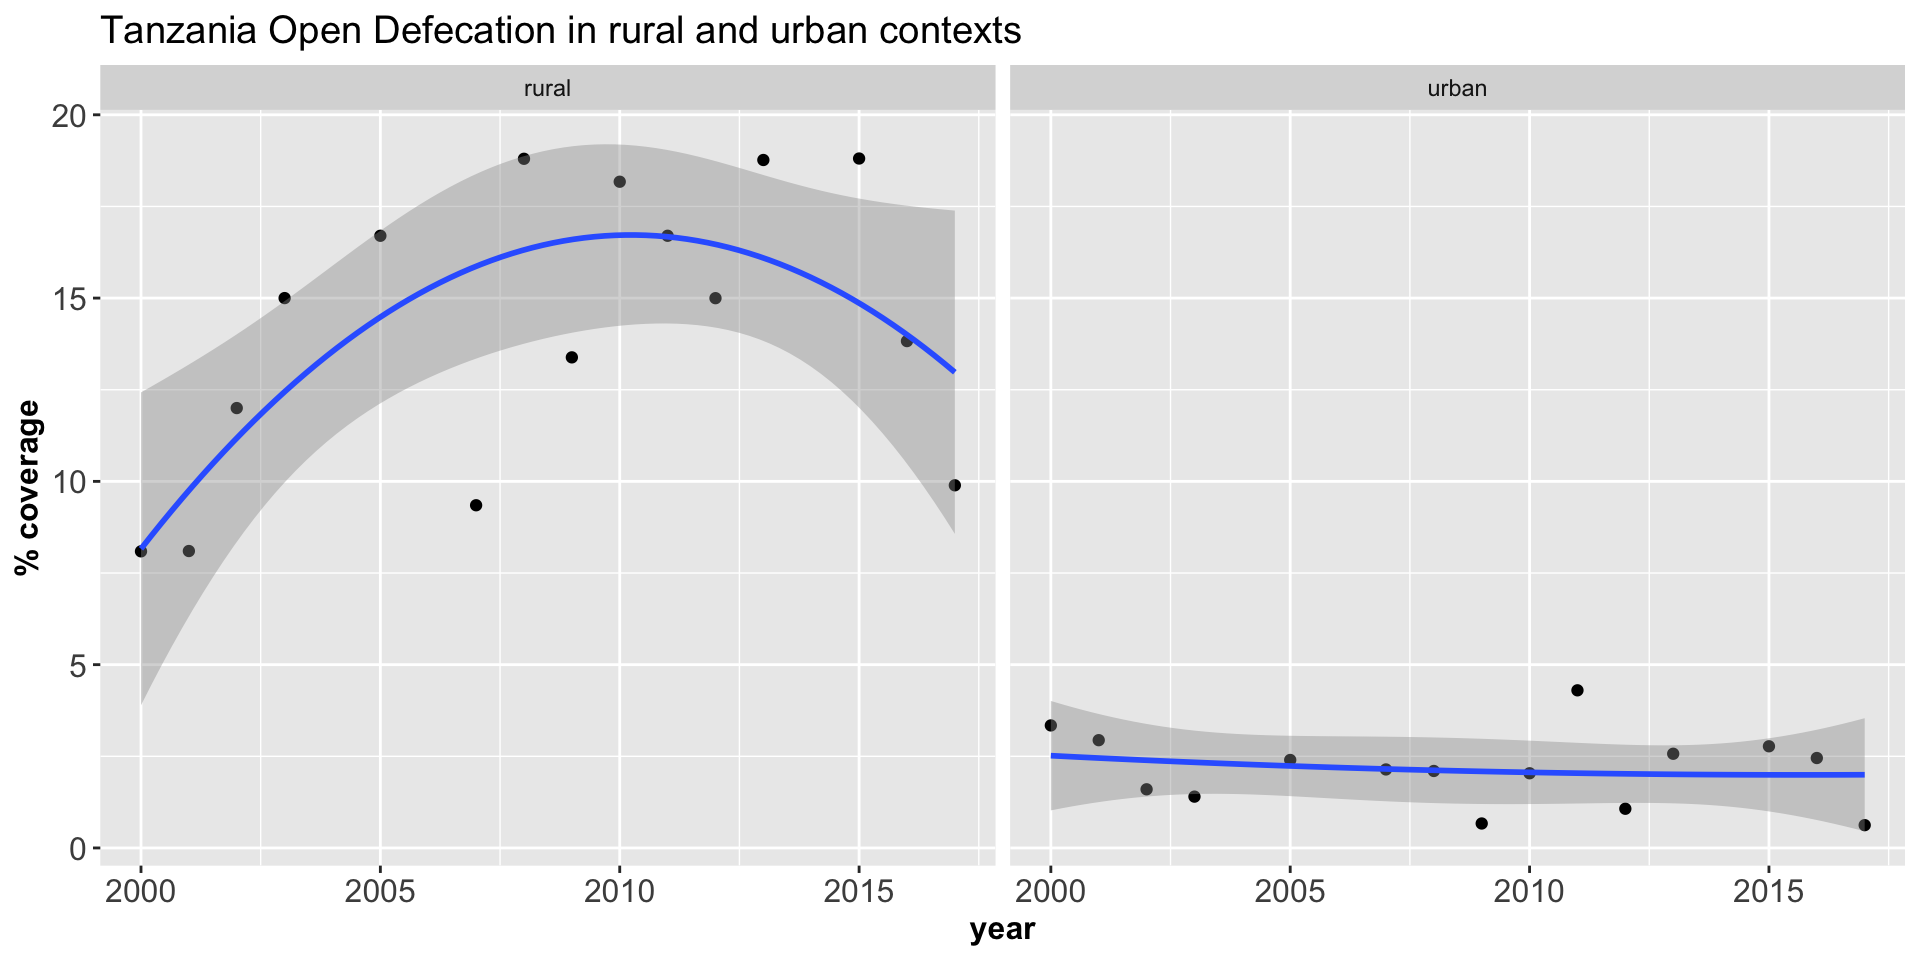 Tanzania Open Defecation in rural and urban contexts
rural
urban
20
15
10
5
0
% coverage
2000 2005 2010 2015
2000 2005 2010 2015
year